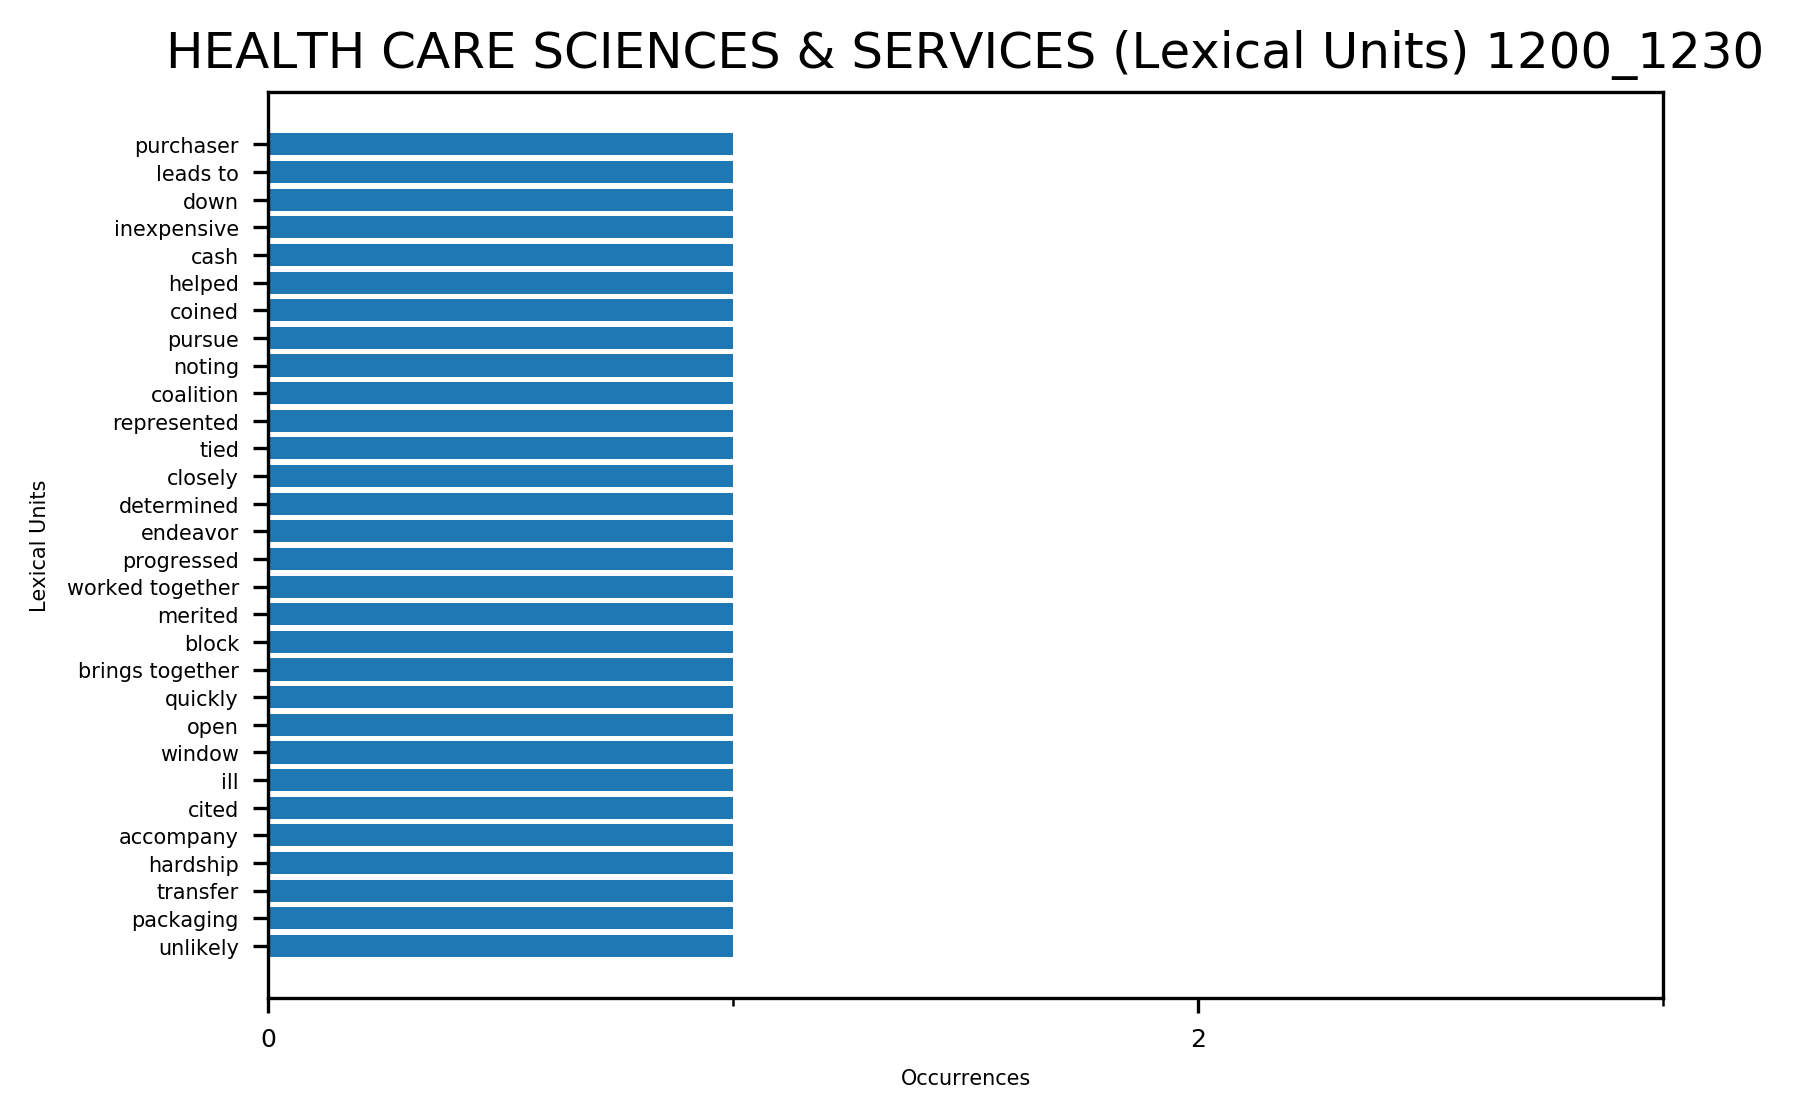 HEALTH CARE SCIENCES & SERVICES (Lexical Units) 1200_1230
purchaser
leads to
down
inexpensive
cash
helped
coined
pursue
noting
coalition
represented
tied
closely
determined
endeavor
progressed
worked together
merited
block
brings together
quickly
open
window
ill
cited
accompany
hardship
transfer
packaging
unlikely
Lexical Units
0 2
Occurrences